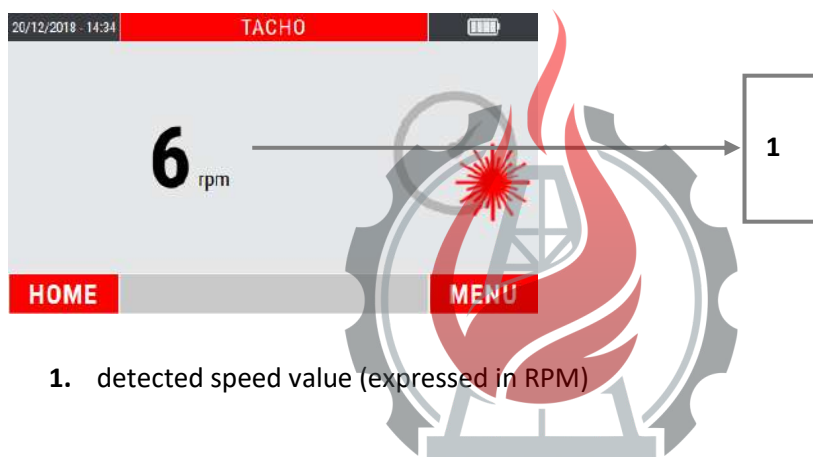 20/12/2018 - 14:34 TACHO
6 rpm
1
HOME MENU
1. detected speed value (expressed in RPM)